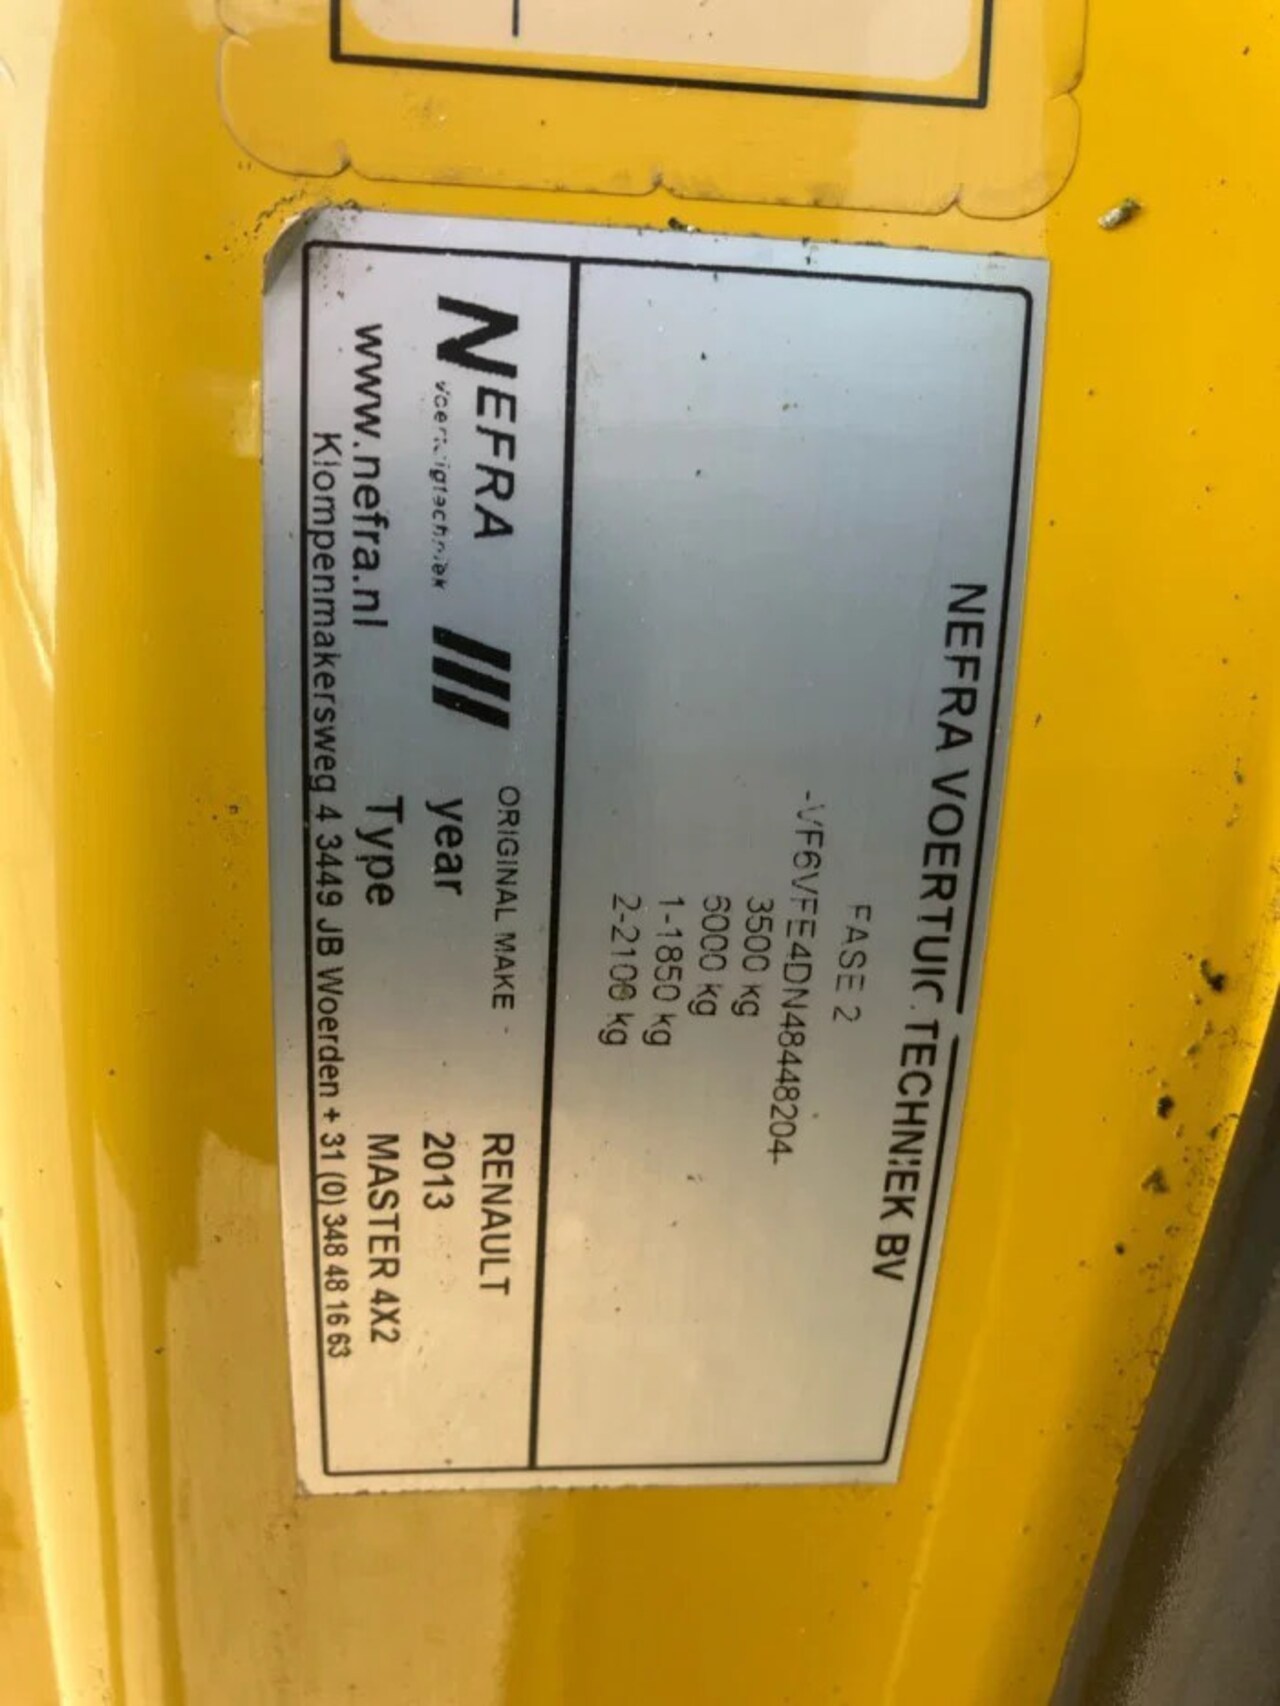 NEFRA VOERTUIGTECHNIEK BV
FASE 2
-VF6VFE4DN48448204-
3500 kg
6000 kg
1-1850 kg
2-2100 kg
NEFRA
voertuigtechniek
ORIGINAL MAKE - RENAULT
year 2013
www.nefra.nl
Type MASTER 4X2
Klompenmakersweg 4 3449 JB Woerden + 31 (0) 348 48 16 63